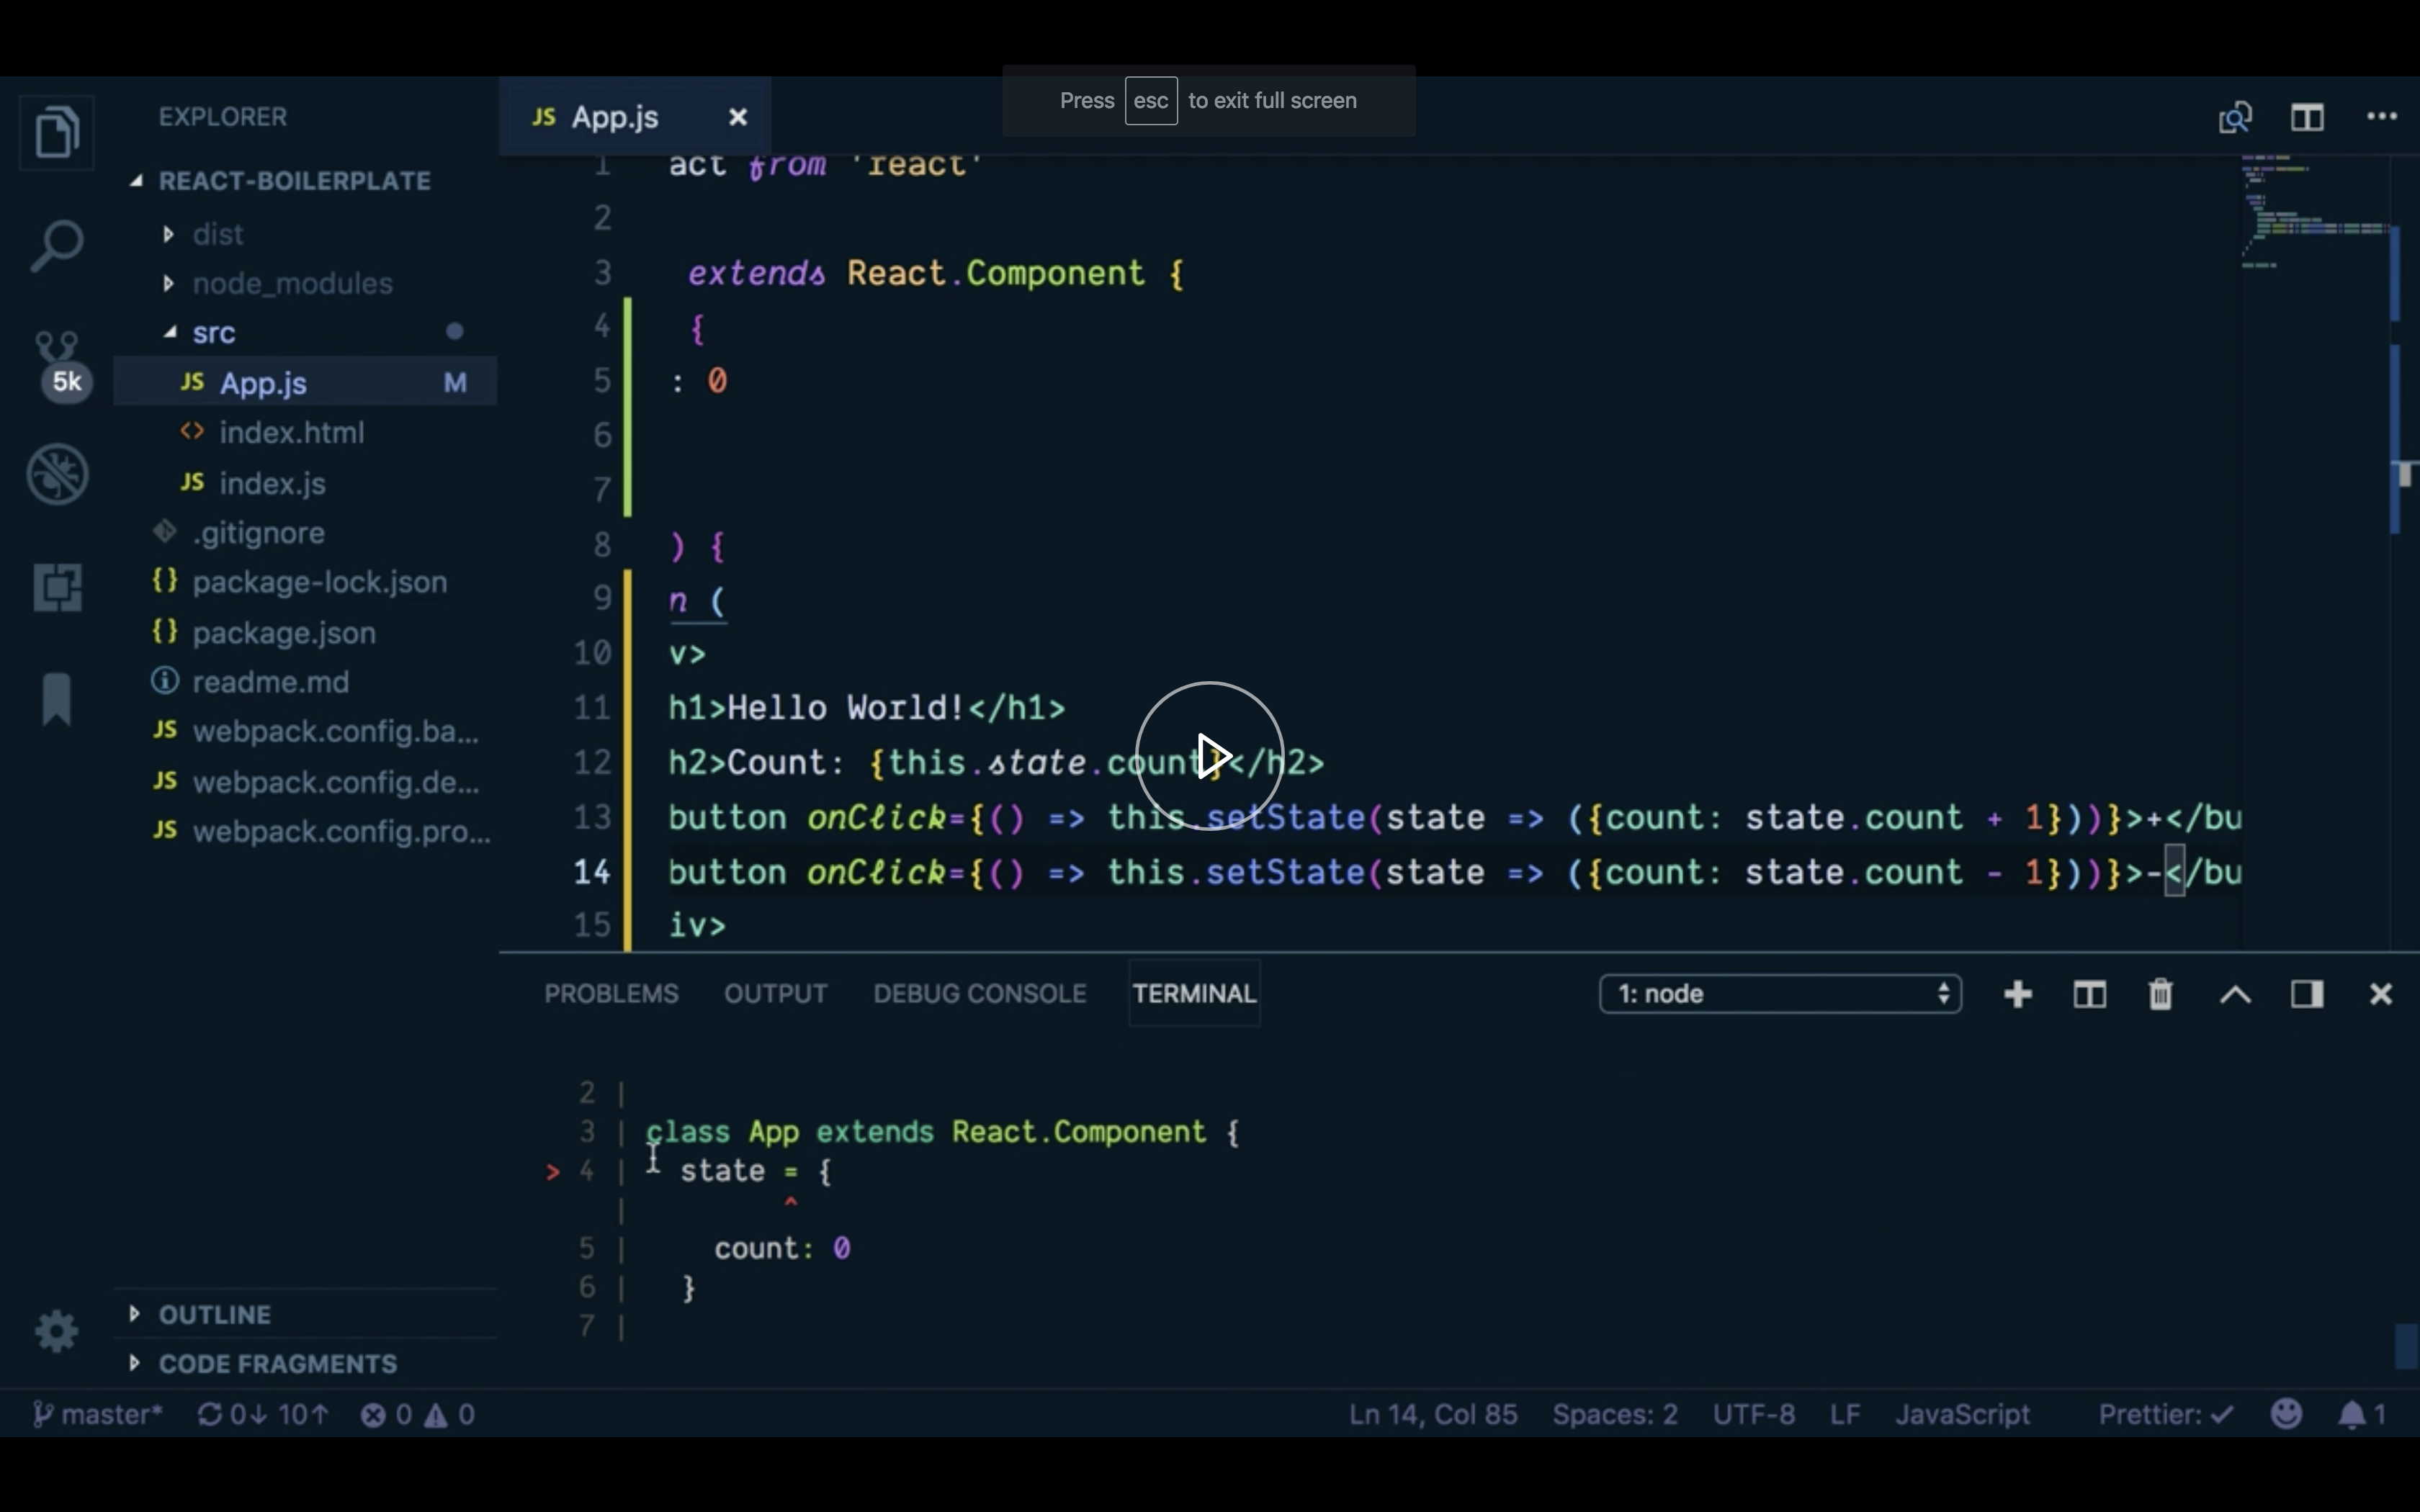 Press esc to exit full screen
EXPLORER
REACT-BOILERPLATE
dist
node_modules
src
5k
JS App.js M
<> index.html
JS index.js
.gitignore
{} package-lock.json
{} package.json
readme.md
JS webpack.config.ba...
JS webpack.config.de...
JS webpack.config.pro...
OUTLINE
CODE FRAGMENTS
JS App.js ×
1 act from 'react'
2
3 extends React.Component {
4 {
5 : 0
6
7
8 ) {
9 n (
10 v>
11 h1>Hello World!</h1>
12 h2>Count: {this.state.count}</h2>
13 button onClick={() => this.setState(state => ({count: state.count + 1}))}>+</bu
14 button onClick={() => this.setState(state => ({count: state.count - 1}))}>-</bu
15 iv>
PROBLEMS OUTPUT DEBUG CONSOLE TERMINAL 1: node
2 |
3 | class App extends React.Component {
> 4 | state = {
| ^
5 | count: 0
6 | }
7 |
master* 0↓ 10↑ 0 0 Ln 14, Col 85 Spaces: 2 UTF-8 LF JavaScript Prettier: ✓ 1